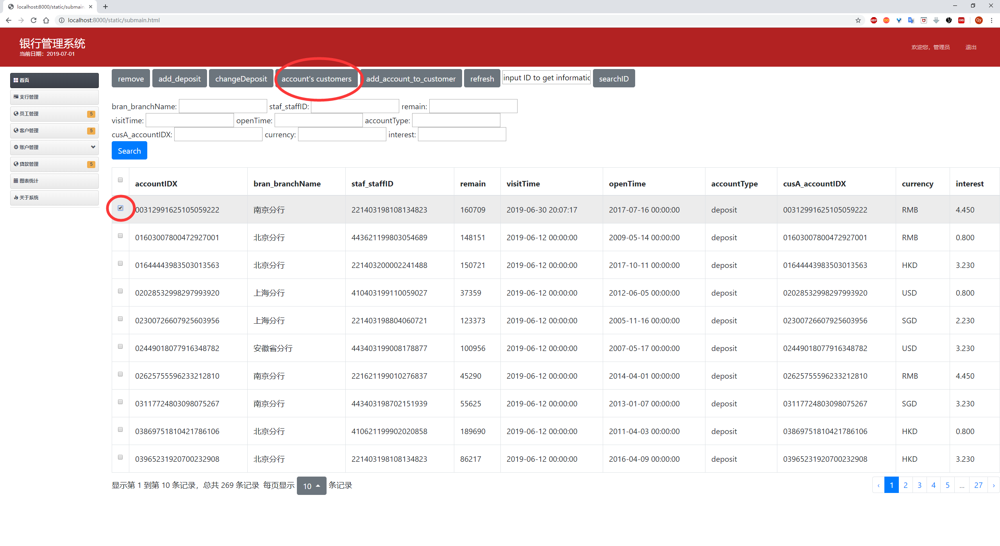 localhost:8000/static/submain
localhost:8000/static/submain.html
ABP
CORS
Qy
银行管理系统
当前日期：2019-07-01
欢迎您，管理员 退出
首页
支行管理
员工管理 5
客户管理 5
账户管理
贷款管理 5
图表统计
关于系统
remove add_deposit changeDeposit account's customers add_account_to_customer refresh input ID to get informatic searchID
bran_branchName: staf_staffID: remain:
visitTime: openTime: accountType:
cusA_accountIDX: currency: interest:
Search
accountIDX bran_branchName staf_staffID remain visitTime openTime accountType cusA_accountIDX currency interest
00312991625105059222 南京分行 221403198108134823 160709 2019-06-30 20:07:17 2017-07-16 00:00:00 deposit 00312991625105059222 RMB 4.450
01603007800472927001 北京分行 443621199803054689 148151 2019-06-12 00:00:00 2009-05-14 00:00:00 deposit 01603007800472927001 RMB 0.800
01644443983503013563 北京分行 221403200002241488 150721 2019-06-12 00:00:00 2017-10-11 00:00:00 deposit 01644443983503013563 HKD 3.230
02028532998297993920 上海分行 410403199110059027 37359 2019-06-12 00:00:00 2012-06-05 00:00:00 deposit 02028532998297993920 USD 0.800
02300726607925603956 上海分行 221403198804060721 123373 2019-06-12 00:00:00 2005-11-16 00:00:00 deposit 02300726607925603956 SGD 2.230
02449018077916348782 安徽省分行 443403199008178877 100956 2019-06-12 00:00:00 2007-05-17 00:00:00 deposit 02449018077916348782 USD 3.230
02625755596233212810 南京分行 221621199010276837 45290 2019-06-12 00:00:00 2014-04-01 00:00:00 deposit 02625755596233212810 RMB 4.450
03117724803098075267 南京分行 443403198702151939 55625 2019-06-12 00:00:00 2013-01-07 00:00:00 deposit 03117724803098075267 SGD 3.230
03869751810421786106 北京分行 410621199902020858 189690 2019-06-12 00:00:00 2011-04-03 00:00:00 deposit 03869751810421786106 HKD 0.800
03965231920700232908 北京分行 221403198108134823 86217 2019-06-12 00:00:00 2016-04-09 00:00:00 deposit 03965231920700232908 HKD 3.230
显示第 1 到第 10 条记录，总共 269 条记录 每页显示 10 条记录
‹ 1 2 3 4 5 ... 27 ›